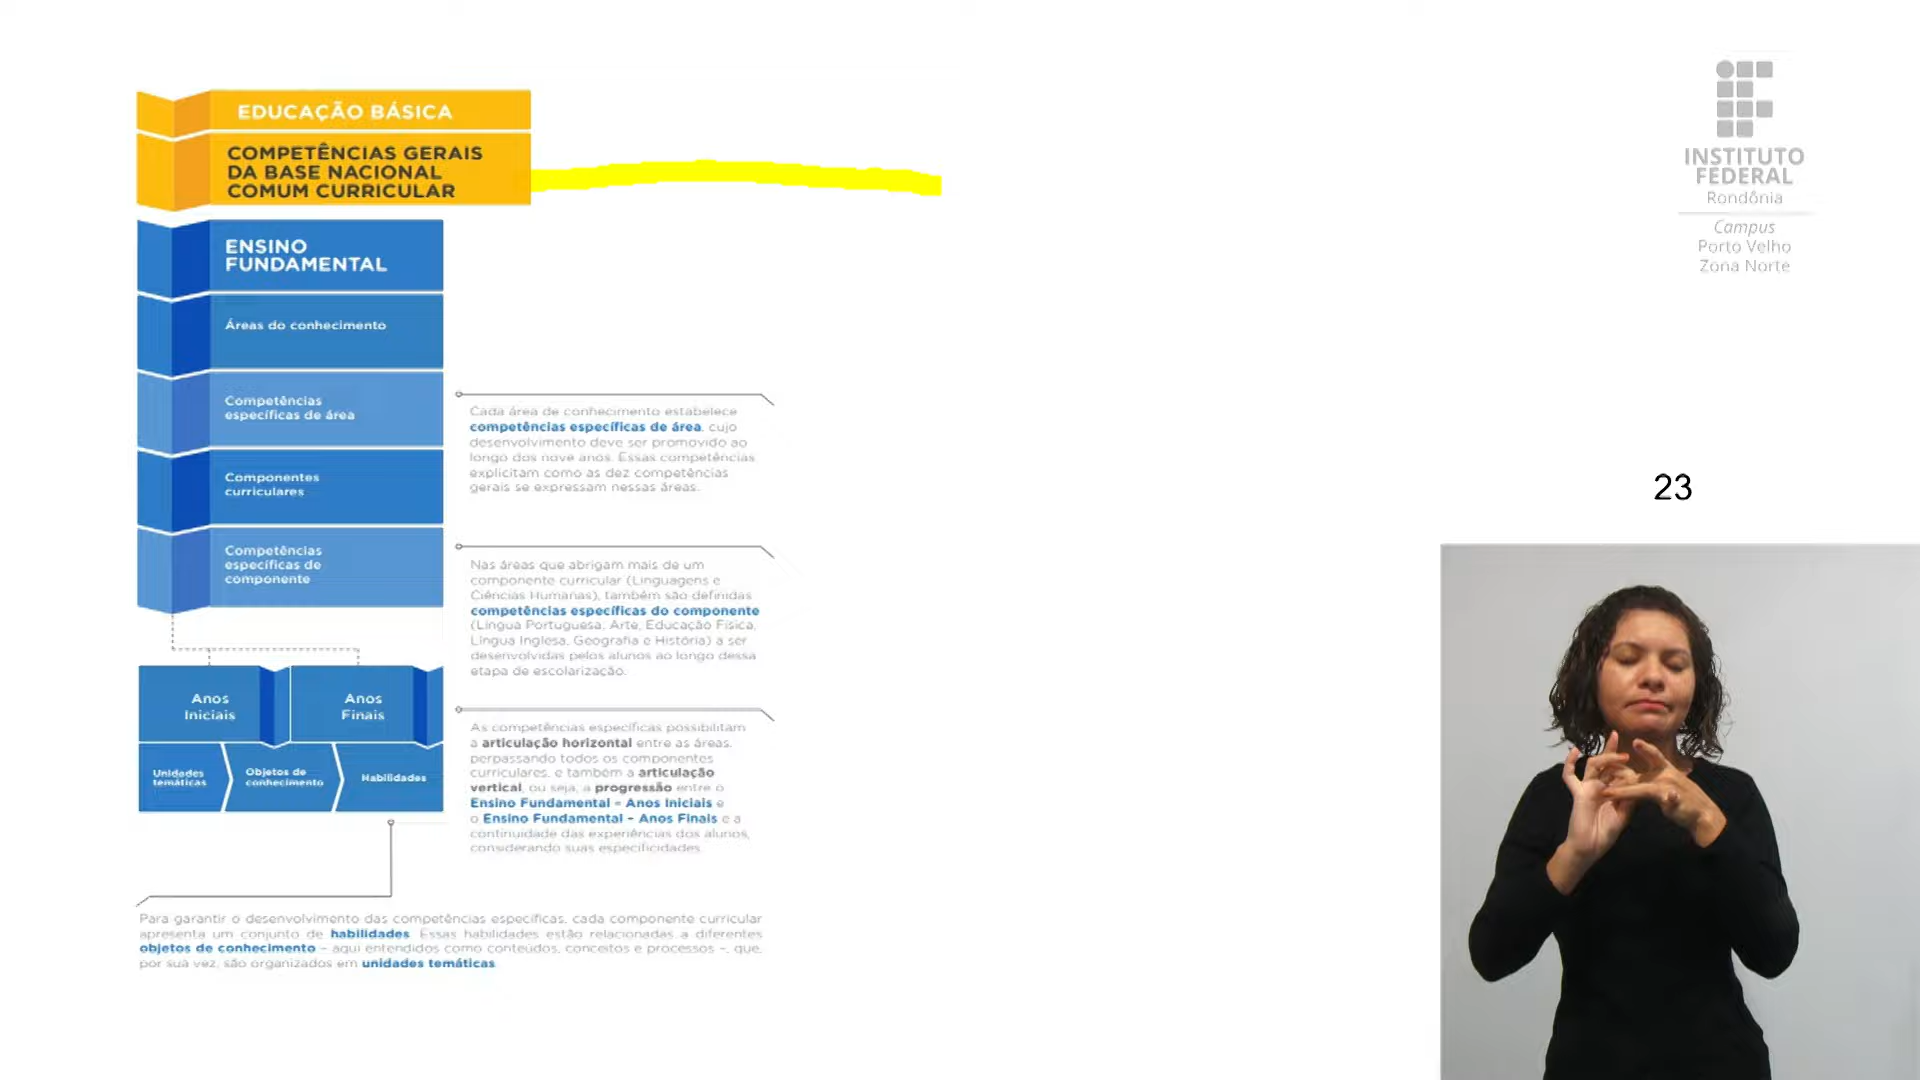 EDUCAÇÃO BÁSICA
COMPETÊNCIAS GERAIS
DA BASE NACIONAL
COMUM CURRICULAR
ENSINO
FUNDAMENTAL
Áreas do conhecimento
Competências
específicas de área
Componentes
curriculares
Competências
específicas de
componente
Anos
Iniciais
Anos
Finais
Unidades
temáticas
Objetos de
conhecimento
Habilidades
Cada área de conhecimento estabelece
competências específicas de área, cujo
desenvolvimento deve ser promovido ao
longo dos nove anos. Essas competências
explicitam como as dez competências
gerais se expressam nessas áreas.
Nas áreas que abrigam mais de um
componente curricular (Linguagens e
Ciências Humanas), também são definidas
competências específicas do componente
(Língua Portuguesa, Arte, Educação Física,
Língua Inglesa, Geografia e História) a ser
desenvolvidas pelos alunos ao longo dessa
etapa de escolarização.
As competências específicas possibilitam
a articulação horizontal entre as áreas,
perpassando todos os componentes
curriculares, e também a articulação
vertical, ou seja, a progressão entre o
Ensino Fundamental – Anos Iniciais e
o Ensino Fundamental – Anos Finais e a
continuidade das experiências dos alunos,
considerando suas especificidades.
Para garantir o desenvolvimento das competências específicas, cada componente curricular
apresenta um conjunto de habilidades. Essas habilidades estão relacionadas a diferentes
objetos de conhecimento – aqui entendidos como conteúdos, conceitos e processos –, que,
por sua vez, são organizados em unidades temáticas.
INSTITUTO
FEDERAL
Rondônia
Campus
Porto Velho
Zona Norte
23